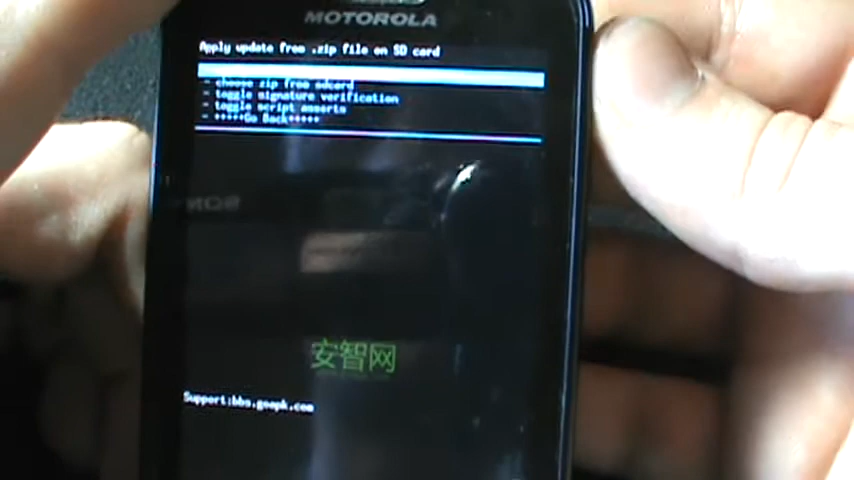 MOTOROLA
Apply update from .zip file on SD card
- choose zip from sdcard
- toggle signature verification
- toggle script asserts
- *****Go Back*****
安智网
Support:bbs.goapk.com